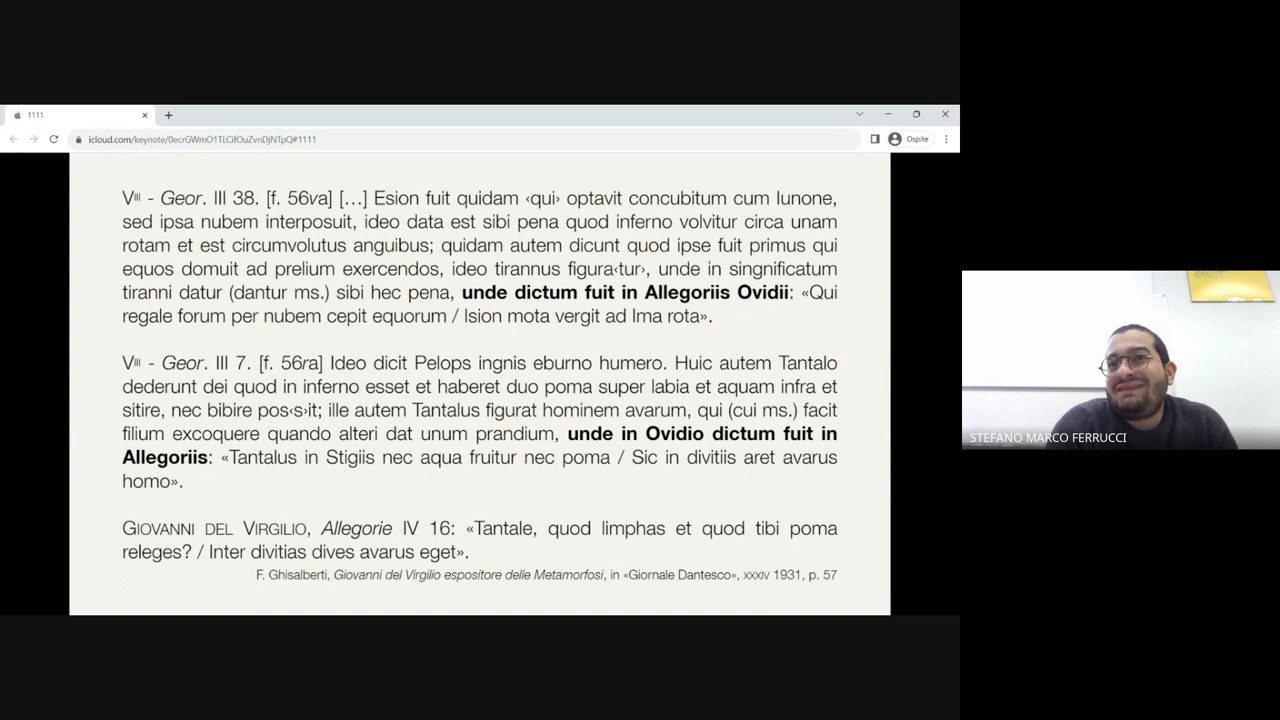 1111
icloud.com/keynote/0ecrGWmO1TLCifOuZvnDjNTpQ#1111
Ospite
Vᴵᴵᴵ - Geor. III 38. [f. 56va] […] Esion fuit quidam ‹qui› optavit concubitum cum Iunone,
sed ipsa nubem interposuit, ideo data est sibi pena quod inferno volvitur circa unam
rotam et est circumvolutus anguibus; quidam autem dicunt quod ipse fuit primus qui
equos domuit ad prelium exercendos, ideo tirannus figura‹tur›, unde in singnificatum
tiranni datur (dantur ms.) sibi hec pena, unde dictum fuit in Allegoriis Ovidii: «Qui
regale forum per nubem cepit equorum / Ision mota vergit ad Ima rota».
Vᴵᴵᴵ - Geor. III 7. [f. 56ra] Ideo dicit Pelops ingnis eburno humero. Huic autem Tantalo
dederunt dei quod in inferno esset et haberet duo poma super labia et aquam infra et
sitire, nec bibire pos‹s›it; ille autem Tantalus figurat hominem avarum, qui (cui ms.) facit
filium excoquere quando alteri dat unum prandium, unde in Ovidio dictum fuit in
Allegoriis: «Tantalus in Stigiis nec aqua fruitur nec poma / Sic in divitiis aret avarus
homo».
GIOVANNI DEL VIRGILIO, Allegorie IV 16: «Tantale, quod limphas et quod tibi poma
releges? / Inter divitias dives avarus eget».
F. Ghisalberti, Giovanni del Virgilio espositore delle Metamorfosi, in «Giornale Dantesco», XXXIV 1931, p. 57
STEFANO MARCO FERRUCCI